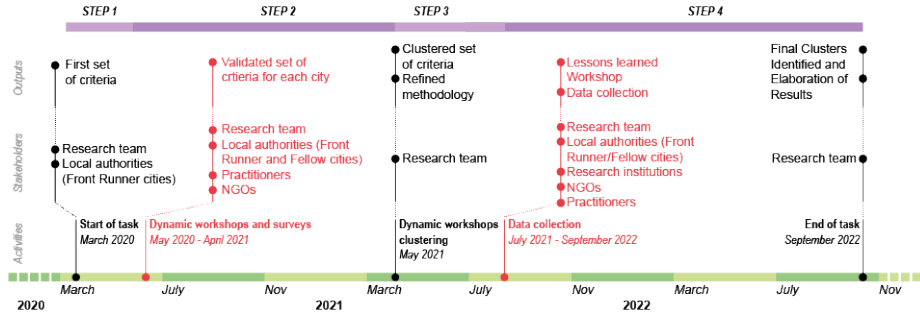 STEP 1
STEP 2
STEP 3
STEP 4
Outputs
First set
of criteria
Validated set of
crtieria for each city
Clustered set
of criteria
Refined
methodology
Lessons learned
Workshop
Data collection
Final Clusters
Identified and
Elaboration of
Results
Stakeholders
Research team
Local authorities
(Front Runner cities)
Research team
Local authorities (Front
Runner and Fellow cities)
Practitioners
NGOs
Research team
Research team
Local authorities (Front
Runner/Fellow cities)
Research institutions
NGOs
Practitioners
Research team
Activities
Start of task
March 2020
Dynamic workshops and surveys
May 2020 - April 2021
Dynamic workshops
clustering
May 2021
Data collection
July 2021 - September 2022
End of task
September 2022
March
July
Nov
March
July
Nov
March
July
Nov
2020
2021
2022